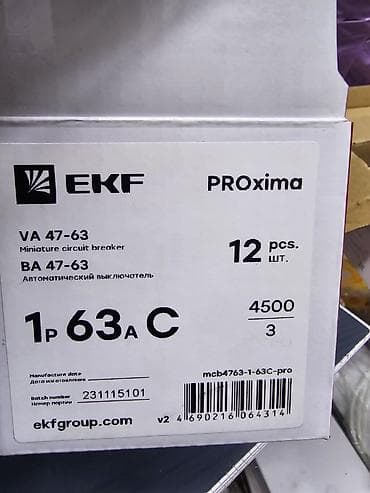 EKF
PROxima
VA 47-63
Miniature circuit breaker
ВА 47-63
Автоматический выключатель
12 pcs.
шт.
1P 63A C
4500
3
Manufacture date
Дата изготовления
Batch number
Номер партии
231115101
mcb4763-1-63C-pro
ekfgroup.com
v2
4 690216 064314